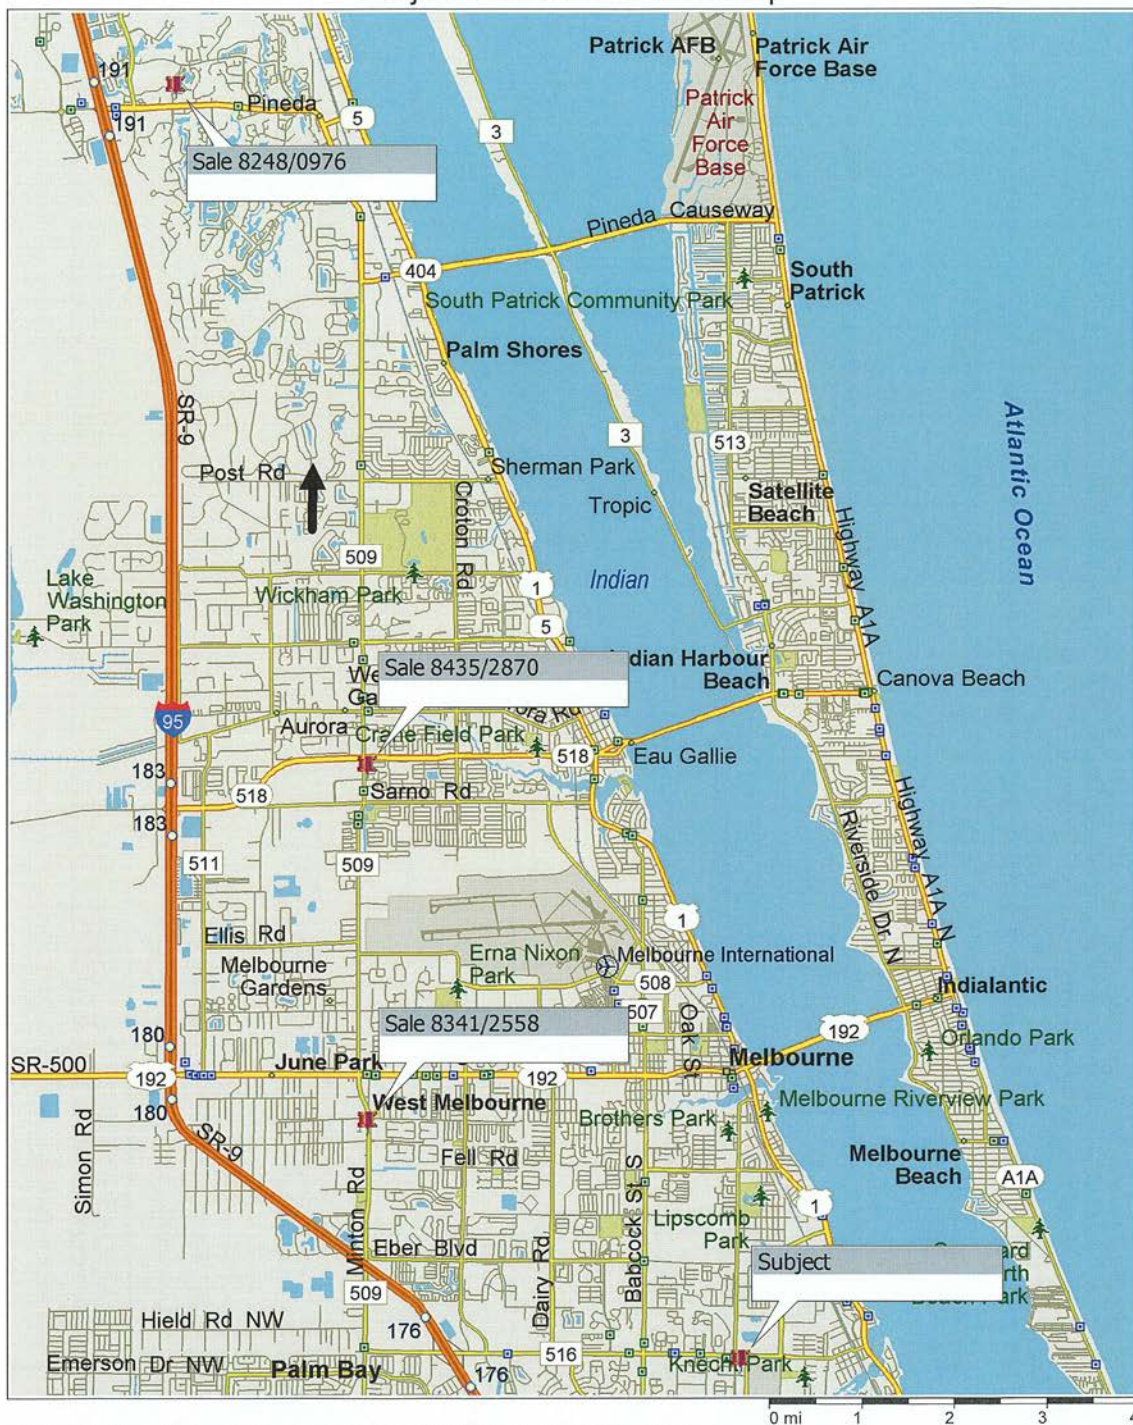 Patrick AFB
Patrick Air
Force Base
Patrick
Air
Force
Base
191
191
Pineda
5
3
Sale 8248/0976
Pineda Causeway
404
South
Patrick
South Patrick Community Park
Palm Shores
SR-9
3
513
Post Rd
Sherman Park
Croton Rd
Tropic
Satellite
Beach
Atlantic Ocean
Highway A1A
509
Indian
1
Lake
Washington
Park
Wickham Park
5
Sale 8435/2870
Indian Harbour
Beach
Canova Beach
95
Aurora
Crane Field Park
518
Eau Gallie
183
518
Sarno Rd
183
511
509
Riverside Dr N
Highway A1A N
1
Ellis Rd
Erna Nixon
Park
Melbourne International
Melbourne
Gardens
508
Indialantic
Sale 8341/2558
507
Oak St
192
180
Orlando Park
SR-500
192
June Park
192
Melbourne
180
West Melbourne
Melbourne Riverview Park
Brothers Park
Simon Rd
SR-9
Fell Rd
Melbourne
Beach
A1A
Minton Rd
Babcock St S
Lipscomb
Park
1
Eber Blvd
Subject
Dairy Rd
509
Hield Rd NW
176
516
Emerson Dr NW
Palm Bay
Knecht Park
176
0 mi 1 2 3